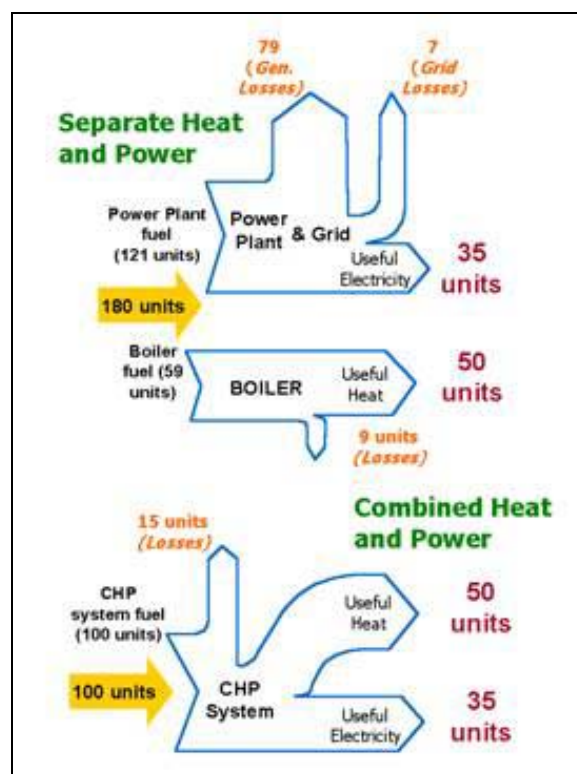 79
(Gen.
Losses)
7
(Grid
Losses)
Separate Heat
and Power
Power Plant
fuel
(121 units)
Power
Plant & Grid
Useful
Electricity
35
units
180 units
Boiler
fuel (59
units)
BOILER
Useful
Heat
50
units
9 units
(Losses)
Combined Heat
and Power
15 units
(Losses)
CHP
system fuel
(100 units)
Useful
Heat
50
units
100 units
CHP
System
Useful
Electricity
35
units